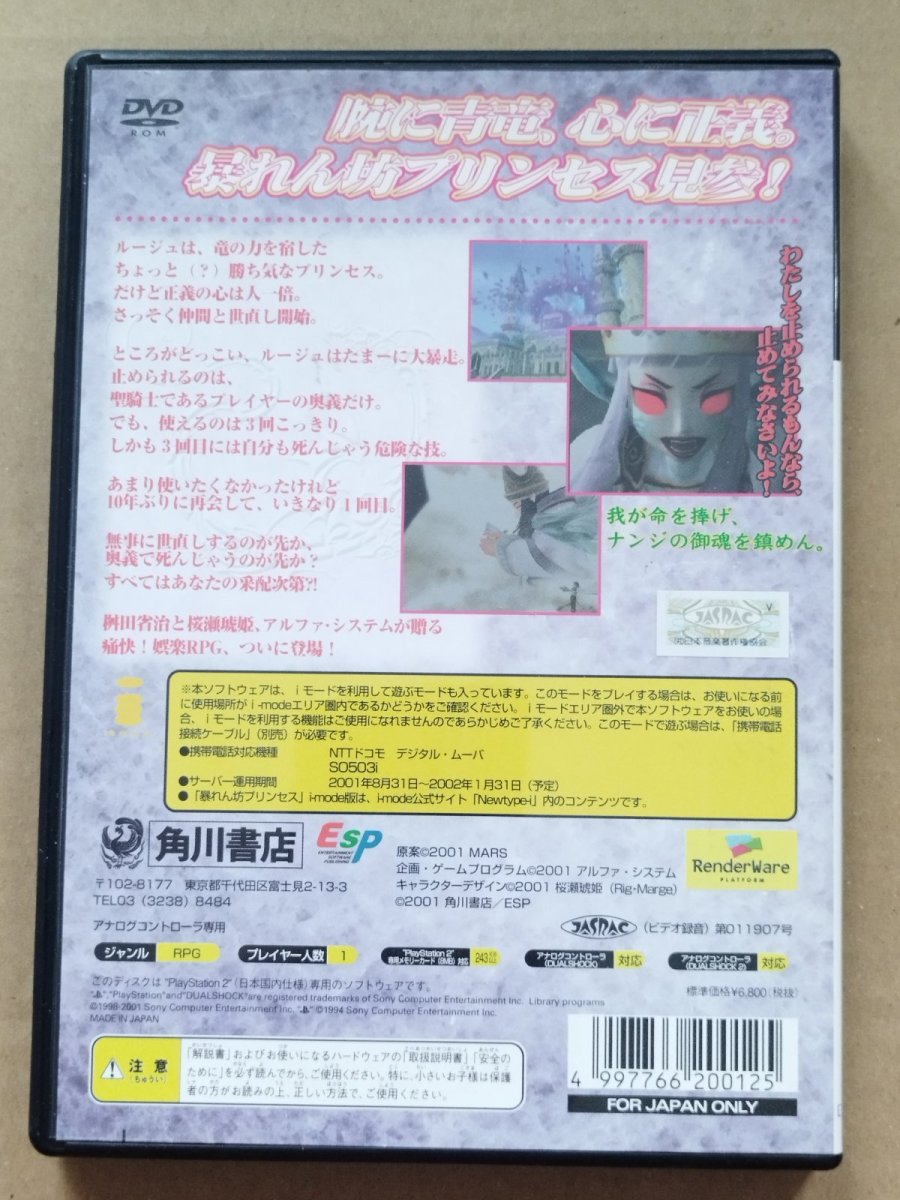 DVD
ROM
腕に青竜、心に正義。
暴れん坊プリンセス見参！
ルージュは、竜の力を宿した
ちょっと（？）勝ち気なプリンセス。
だけど正義の心は人一倍。
さっそく仲間と世直し開始。
ところがどっこい、ルージュはたまーに大暴走。
止められるのは、
聖騎士であるプレイヤーの奥義だけ。
でも、使えるのは３回こっきり。
しかも３回目には自分も死んじゃう危険な技。
あまり使いたくなかったけれど
10年ぶりに再会して、いきなり１回目。
無事に世直しするのが先か、
奥義で死んじゃうのが先か？
すべてはあなたの采配次第?!
桝田省治と桜瀬琥姫、アルファ・システムが贈る
痛快！娯楽RPG、ついに登場！
わたしを止められるもんなら、
止めてみなさいよ！
我が命を捧げ、
ナンジの御魂を鎮めん。
V
JASRAC
※本ソフトウェアは、ｉモードを利用して遊ぶモードも入っています。このモードをプレイする場合は、お使いになる前
に使用場所がｉ-modeエリア圏内であるかどうかをご確認ください。ｉモードエリア圏外で本ソフトウェアをお使いの場
合、ｉモードを利用する機能はご使用になれませんのであらかじめご了承ください。このモードで遊ぶ場合は、「携帯電話
接続ケーブル」（別売）が必要です。
●携帯電話対応機種　NTTドコモ　デジタル・ムーバ
SO503i
●サーバー運用期間　2001年8月31日～2002年1月31日（予定）
●「暴れん坊プリンセス」i-mode版は、i-mode公式サイト「Newtype-i」内のコンテンツです。
角川書店
ESP
ENTERTAINMENT
SOFTWARE
PUBLISHING
〒102-8177　東京都千代田区富士見2-13-3
TEL03（3238）8484
原案©2001 MARS
企画・ゲームプログラム©2001 アルファ・システム
キャラクターデザイン©2001 桜瀬琥姫（Rig-Marge）
©2001 角川書店／ESP
RenderWare
PLATFORM
アナログコントローラ専用
JASRAC（ビデオ録音）第011907号
ジャンル RPG
プレイヤー人数 1
"PlayStation 2" 専用メモリーカード（8MB）対応 243KB以上
アナログコントローラ（DUALSHOCK） 対応
アナログコントローラ（DUALSHOCK 2） 対応
このディスクは "PlayStation 2"（日本国内仕様）専用のソフトウェアです。
標準価格¥6,800（税抜）
"PlayStation"and"DUALSHOCK"are registered trademarks of Sony Computer Entertainment Inc. Library programs
©1998-2001 Sony Computer Entertainment Inc. ©1994 Sony Computer Entertainment Inc.
MADE IN JAPAN
注意
（ちゅうい）
「解説書」およびお使いになるハードウェアの「取扱説明書」「安全の
ために」を必ず読んでから、ご使用ください。特に、小さいお子様は保護
者の方がお読みの上、正しい方法で、ご使用ください。
4 997766 200125
FOR JAPAN ONLY